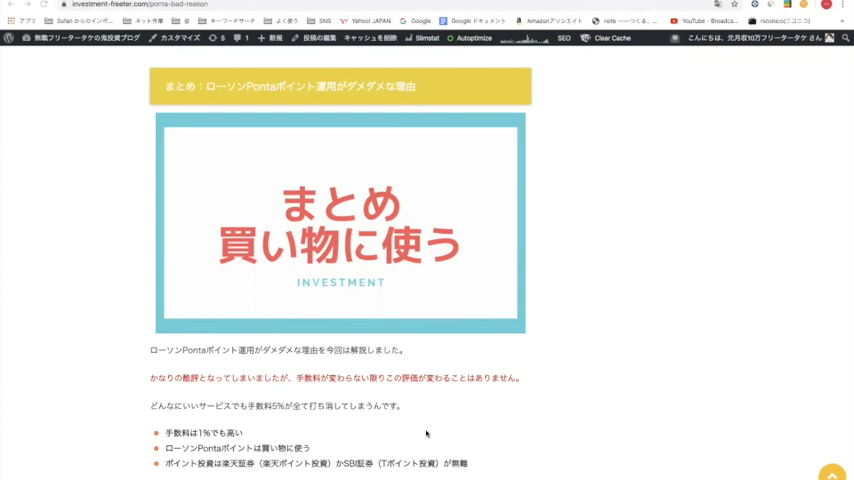 investment-freeter.com/ponta-bad-reason
アプリ
Safariからのインポ...
ネット作業
会
キーワードサーチ
よく使う
SNS
Yahoo! JAPAN
Google
Google ドキュメント
Amazonアソシエイト
note ――つくる、...
YouTube - Broadca...
niconico(ニコニコ)
無職フリータータケの鬼投資ブログ
カスタマイズ
5
1
新規
投稿の編集
キャッシュを削除
Slimstat
Autoptimize
SEO
Clear Cache
こんにちは、元月収10万フリータータケ さん
まとめ：ローソンPontaポイント運用がダメダメな理由
まとめ
買い物に使う
INVESTMENT
ローソンPontaポイント運用がダメダメな理由を今回は解説しました。
かなりの酷評となってしまいましたが、手数料が変わらない限りこの評価が変わることはありません。
どんなにいいサービスでも手数料5%が全て打ち消してしまうんです。
手数料は1%でも高い
ローソンPontaポイントは買い物に使う
ポイント投資は楽天証券（楽天ポイント投資）かSBI証券（Tポイント投資）が無難